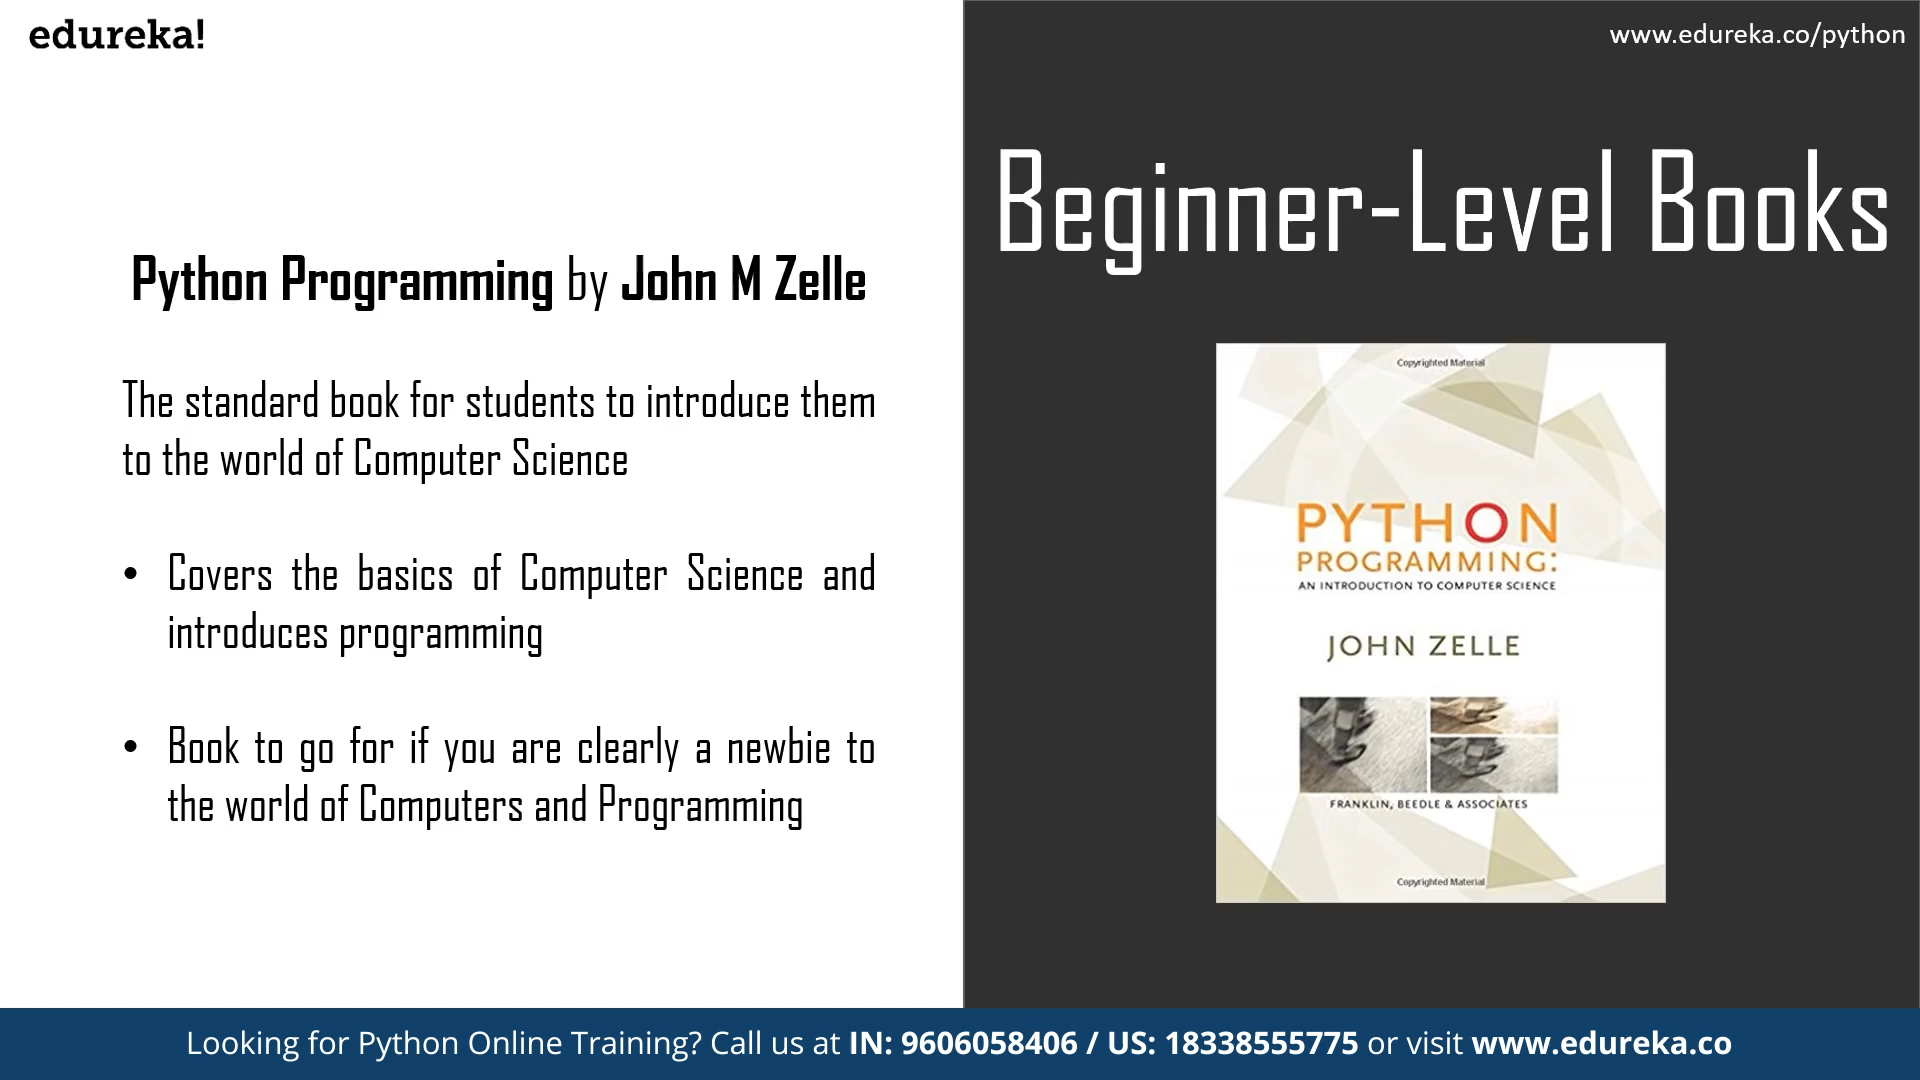 edureka!
www.edureka.co/python
Beginner-Level Books
Python Programming by John M Zelle
The standard book for students to introduce them
to the world of Computer Science
• Covers the basics of Computer Science and
introduces programming
• Book to go for if you are clearly a newbie to
the world of Computers and Programming
Copyrighted Material
PYTHON
PROGRAMMING:
AN INTRODUCTION TO COMPUTER SCIENCE
JOHN ZELLE
FRANKLIN, BEEDLE & ASSOCIATES
Copyrighted Material
Looking for Python Online Training? Call us at IN: 9606058406 / US: 18338555775 or visit www.edureka.co